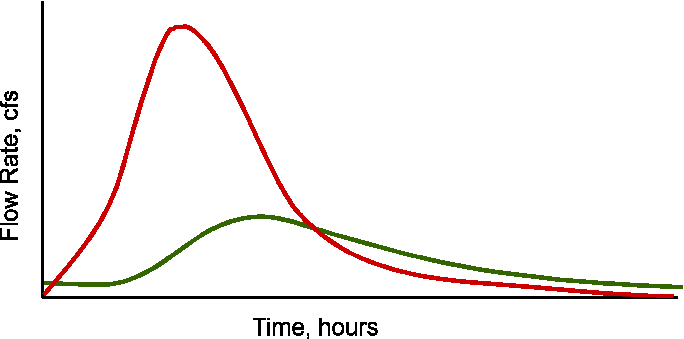 Flow Rate, cfs
Time, hours